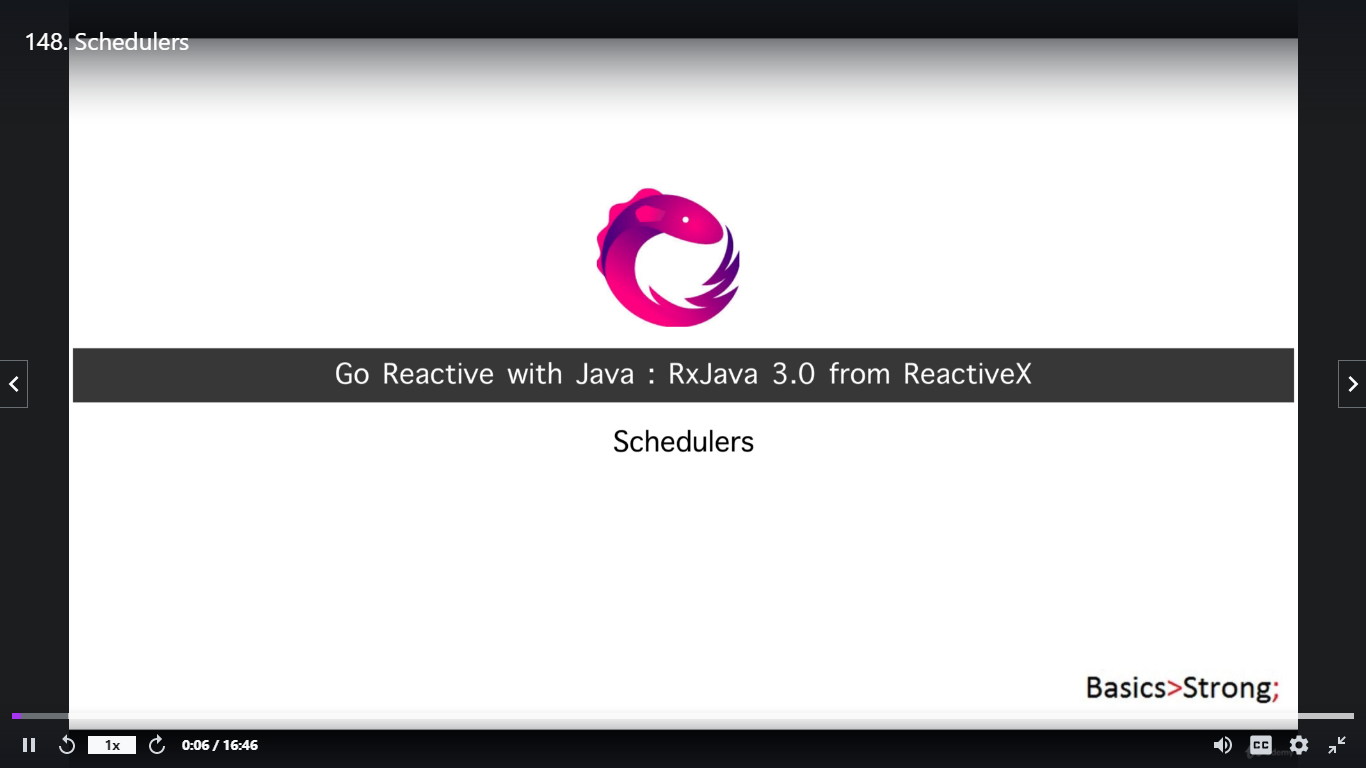 148. Schedulers
Go Reactive with Java : RxJava 3.0 from ReactiveX
Schedulers
Basics>Strong;
1x
0:06 / 16:46
CC